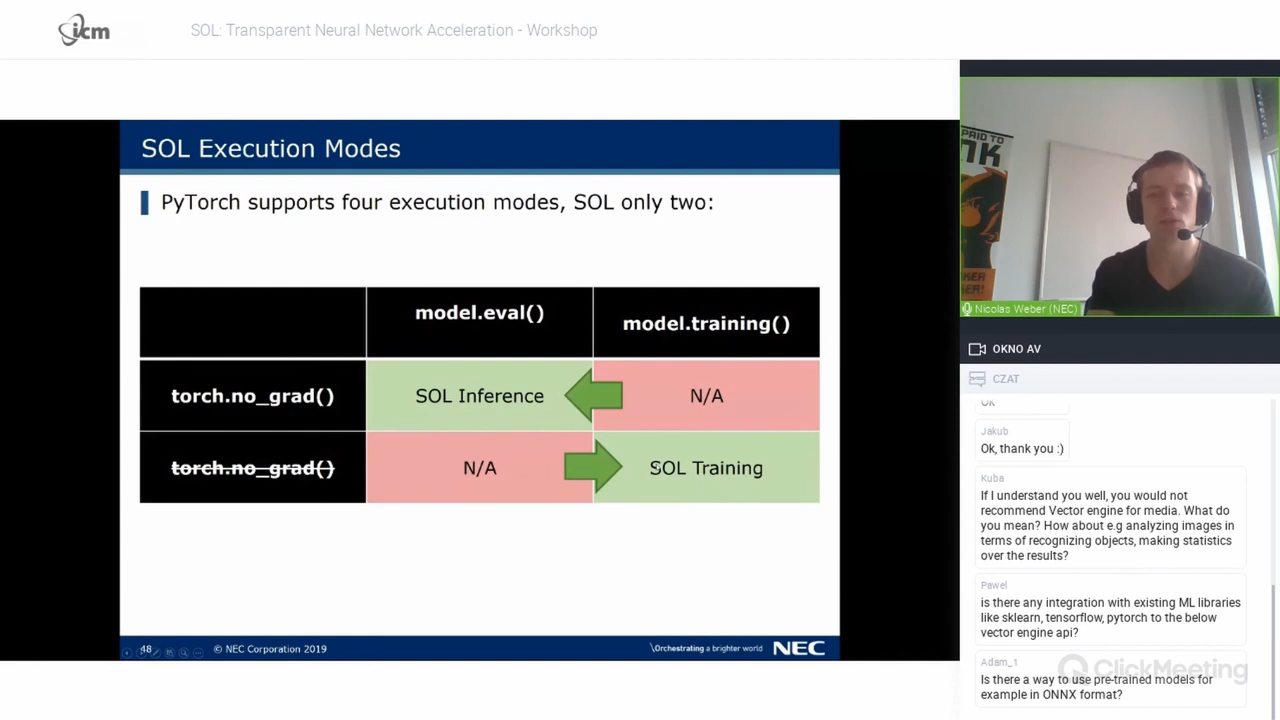 icm
SOL: Transparent Neural Network Acceleration - Workshop
SOL Execution Modes
PyTorch supports four execution modes, SOL only two:
model.eval()
model.training()
torch.no_grad()
SOL Inference
N/A
torch.no_grad()
N/A
SOL Training
48
© NEC Corporation 2019
\Orchestrating a brighter world
NEC
PAID TO
Nicolas Weber (NEC)
OKNO AV
CZAT
Ok
Jakub
Ok, thank you :)
Kuba
If I understand you well, you would not
recommend Vector engine for media. What do
you mean? How about e.g analyzing images in
terms of recognizing objects, making statistics
over the results?
Pawel
is there any integration with existing ML libraries
like sklearn, tensorflow, pytorch to the below
vector engine api?
Adam_1
Is there a way to use pre-trained models for
example in ONNX format?
ClickMeeting